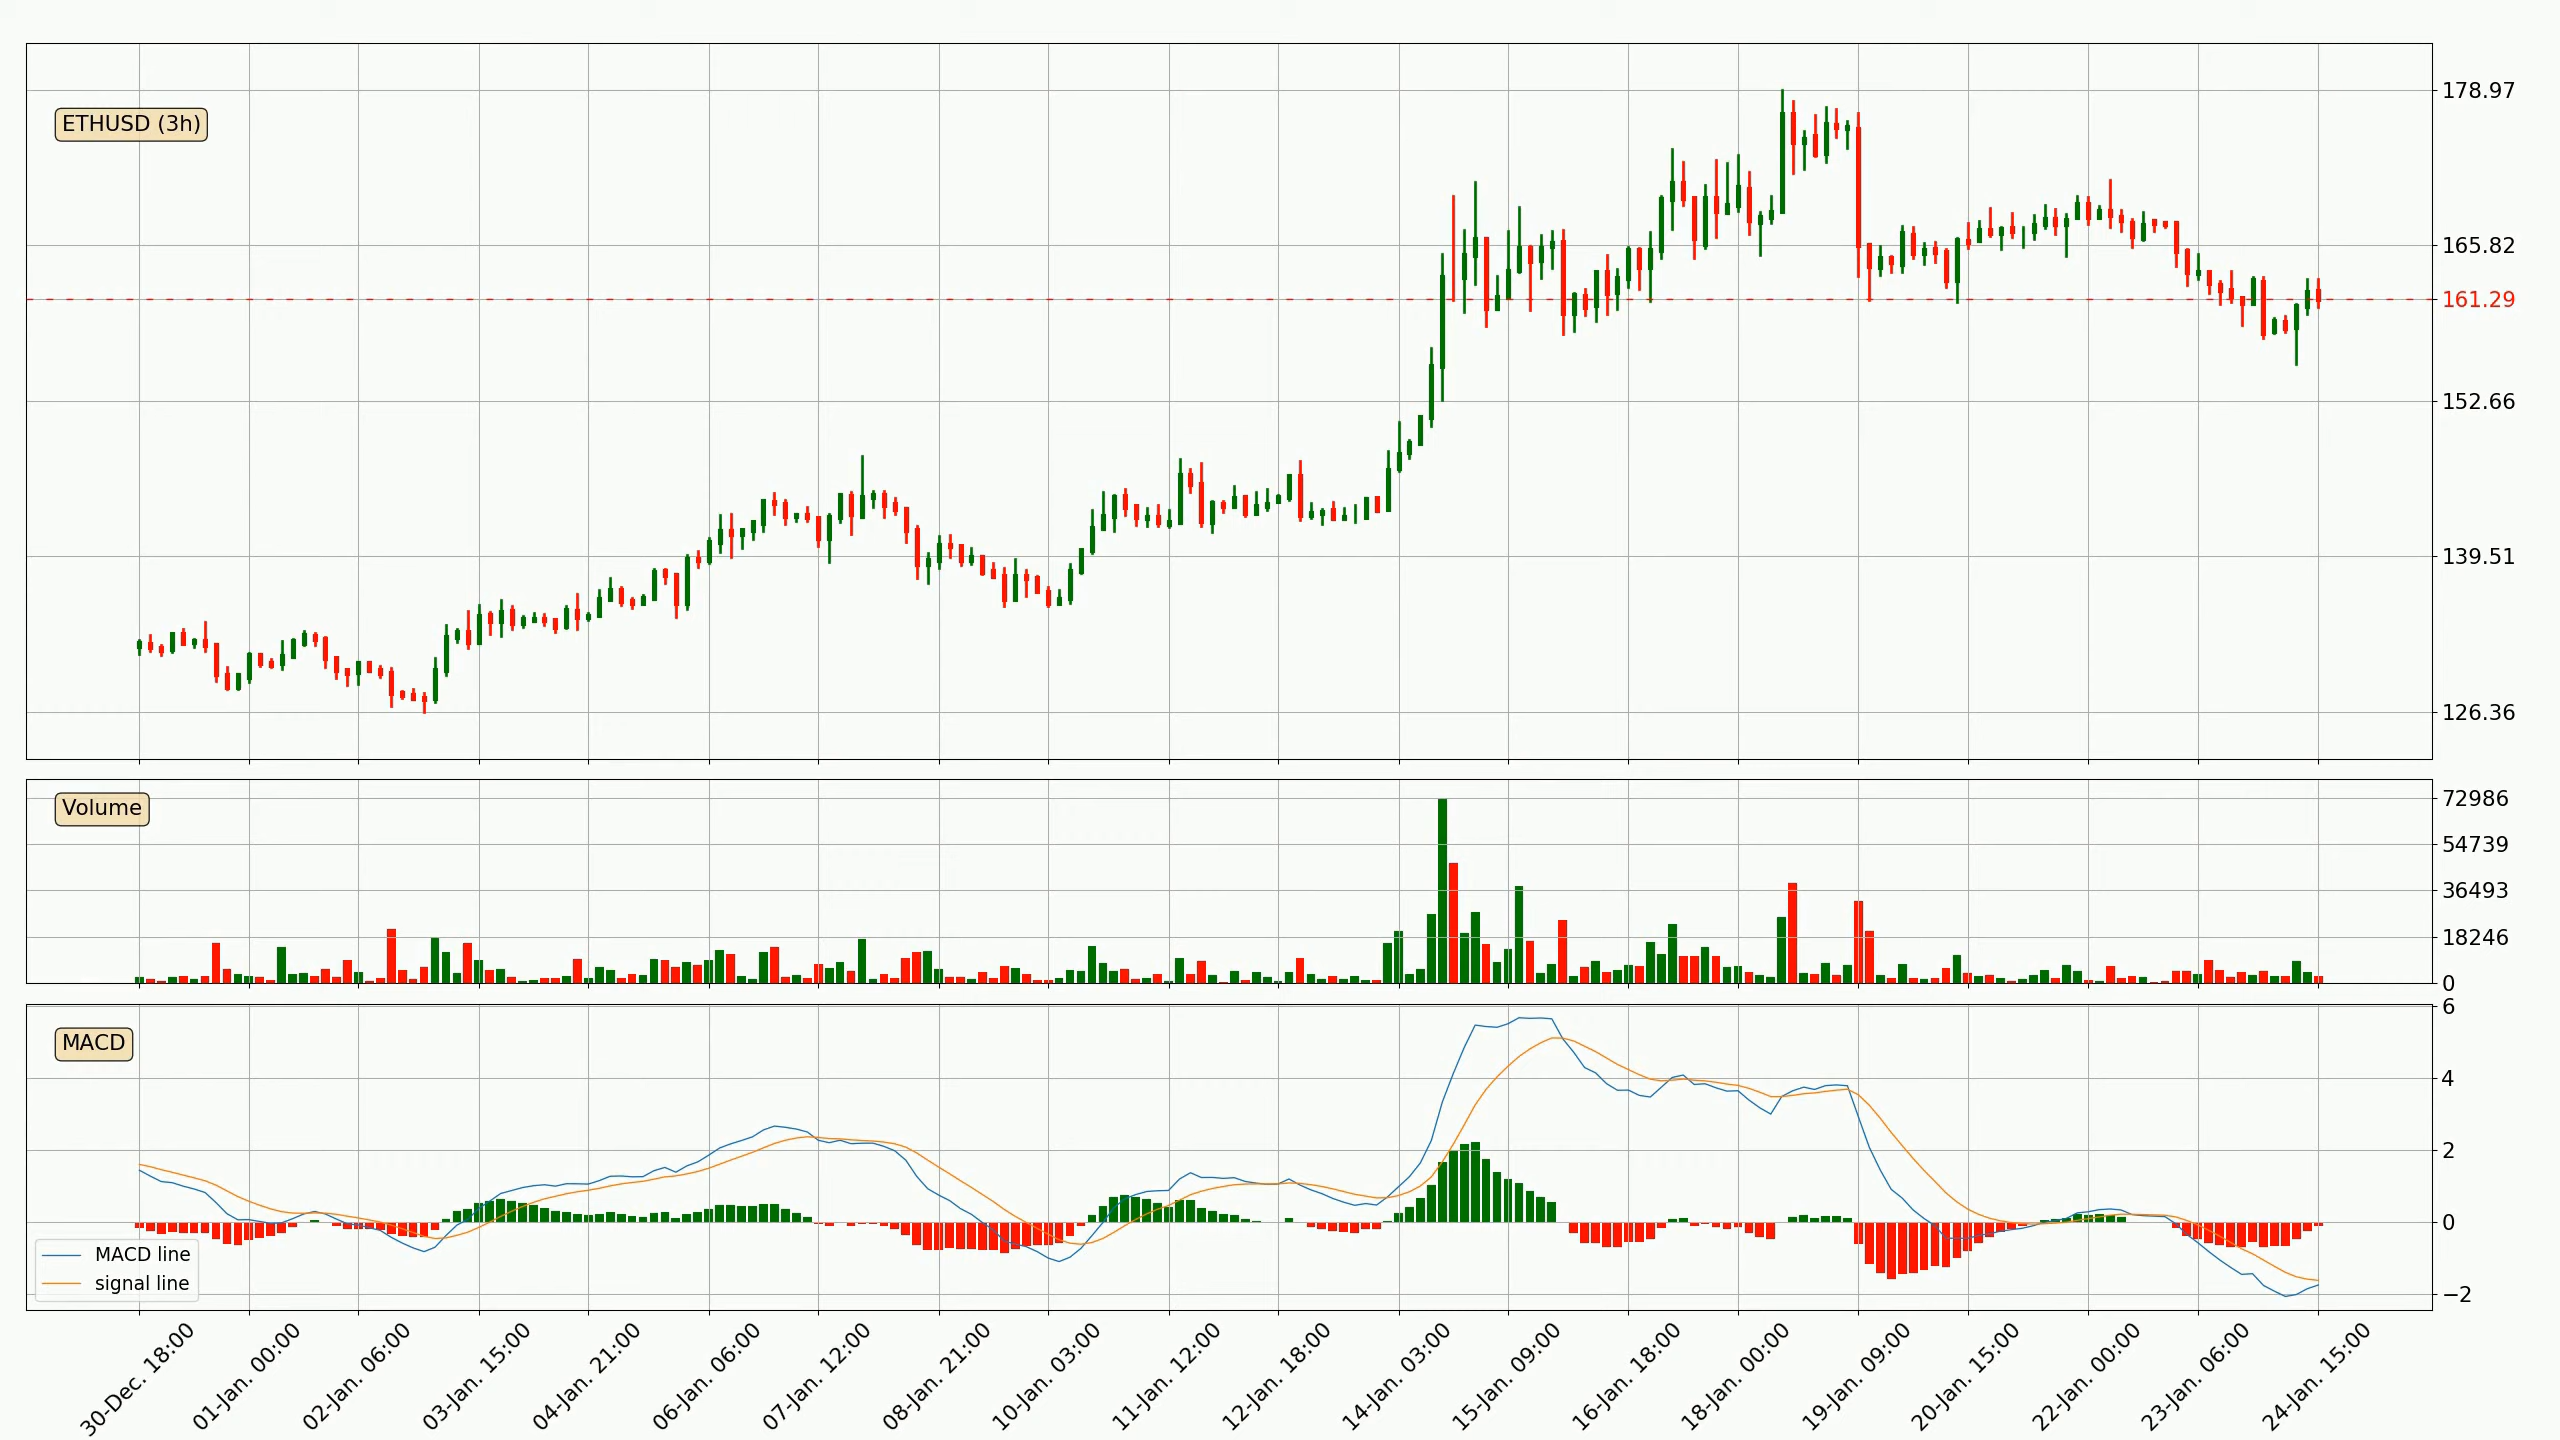 ETHUSD (3h)
178.97
165.82
161.29
152.66
139.51
126.36
Volume
72986
54739
36493
18246
0
MACD
6
4
2
0
−2
MACD line
signal line
30-Dec. 18:00
01-Jan. 00:00
02-Jan. 06:00
03-Jan. 15:00
04-Jan. 21:00
06-Jan. 06:00
07-Jan. 12:00
08-Jan. 21:00
10-Jan. 03:00
11-Jan. 12:00
12-Jan. 18:00
14-Jan. 03:00
15-Jan. 09:00
16-Jan. 18:00
18-Jan. 00:00
19-Jan. 09:00
20-Jan. 15:00
22-Jan. 00:00
23-Jan. 06:00
24-Jan. 15:00